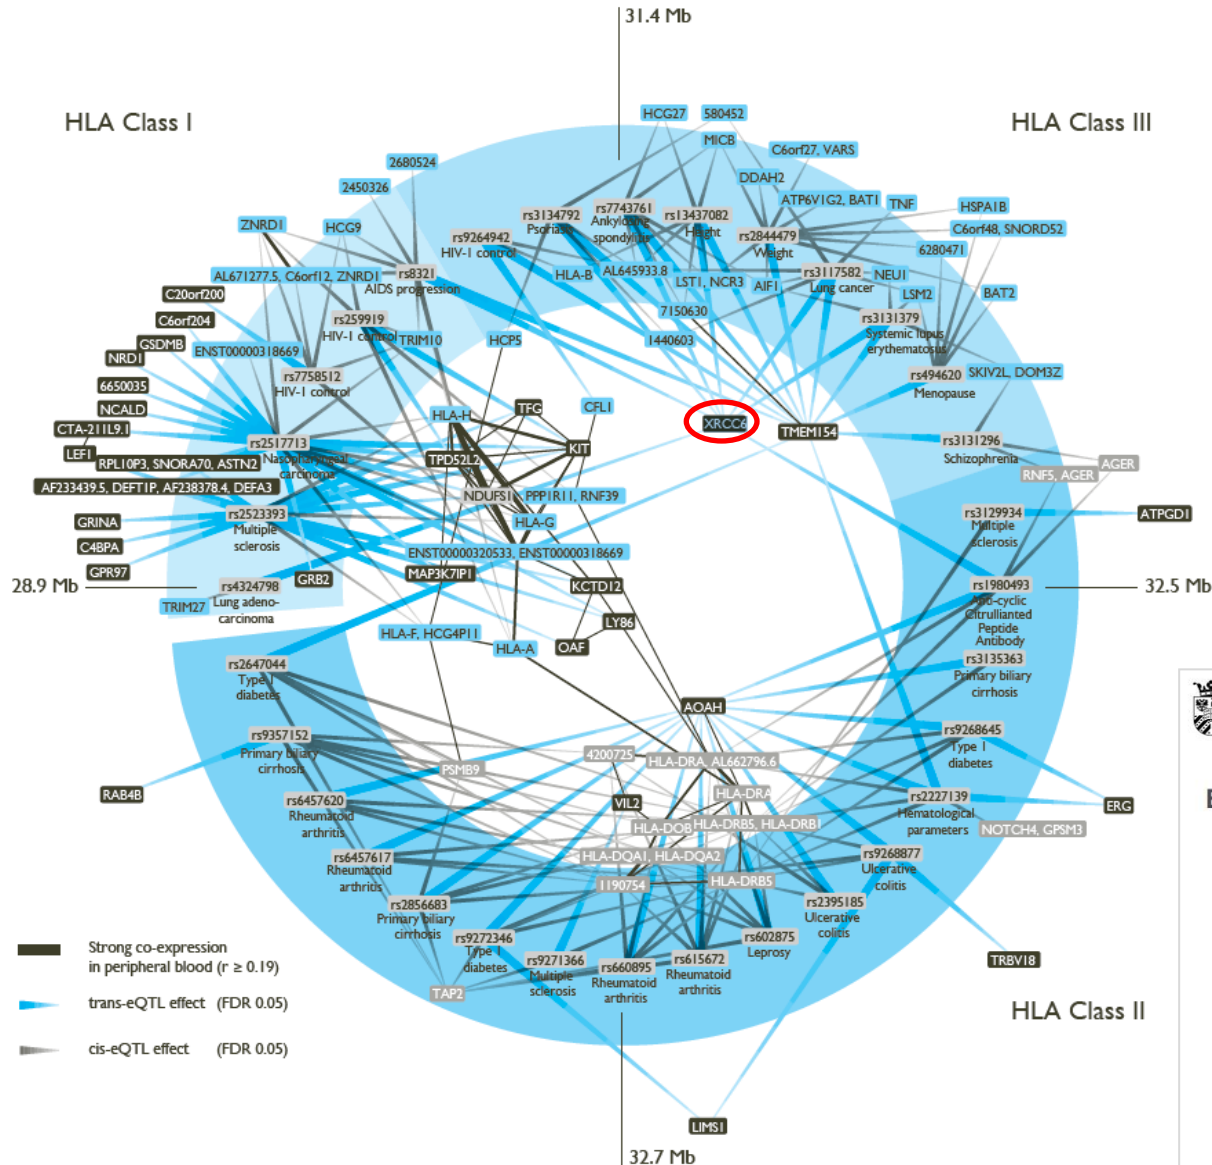 31.4 Mb
HLA Class I
HLA Class III
HCG27
580452
MICB
C6orf27, VARS
2680524
DDAH2
2450326
ATP6V1G2, BAT1
TNF
HSPA1B
ZNRD1
HCG9
rs3134792
Psoriasis
rs7743761
Ankylosing
spondylitis
rs13437082
Height
rs2844479
Weight
C6orf48, SNORD52
rs9264942
HIV-1 control
6280471
AL671277.5, C6orf12, ZNRD1
rs8321
AIDS progression
HLA-B
AL645933.8
LST1, NCR3
AIF1
rs3117582
Lung cancer
NEU1
BAT2
C20orf200
LSM2
C6orf204
rs259919
HIV-1 control
7150630
rs3131379
Systemic lupus
erythematosus
GSDMB
ENST00000318669
TRIM10
HCP5
1440603
NRD1
rs7758512
HIV-1 control
rs494620
Menopause
SKIV2L, DOM3Z
6650035
NCALD
HLA-H
TFG
CFL1
XRCC6
TMEM154
CTA-211L9.1
rs2517713
Nasopharyngeal
carcinoma
KIT
rs3131296
Schizophrenia
LEF1
RPL10P3, SNORA70, ASTN2
TPD52L2
AGER
RNF5, AGER
AF233439.5, DEFT1P, AF238378.4, DEFA3
NDUFS1
PPP1R11, RNF39
rs2523393
Multiple
sclerosis
HLA-G
rs3129934
Multiple
sclerosis
ATPGD1
GRINA
C4BPA
ENST00000320533, ENST00000318669
GPR97
GRB2
MAP3K7IP1
KCTD12
28.9 Mb
rs4324798
Lung adeno-
carcinoma
rs1980493
Anti-cyclic
Citrullianted
Peptide
Antibody
32.5 Mb
TRIM27
LY86
HLA-F, HCG4P11
HLA-A
OAF
rs2647044
Type 1
diabetes
rs3135363
Primary biliary
cirrhosis
AOAH
rs9357152
Primary biliary
cirrhosis
rs9268645
Type 1
diabetes
4200725
HLA-DRA, AL662796.6
PSMB9
RAB4B
HLA-DRA
rs6457620
Rheumatoid
arthritis
VIL2
rs2227139
Hematological
parameters
ERG
HLA-DOB
HLA-DRB5, HLA-DRB1
NOTCH4, GPSM3
rs6457617
Rheumatoid
arthritis
HLA-DQA1, HLA-DQA2
rs9268877
Ulcerative
colitis
1190754
HLA-DRB5
rs2856683
Primary biliary
cirrhosis
rs2395185
Ulcerative
colitis
rs9272346
Type 1
diabetes
rs602875
Leprosy
rs9271366
Multiple
sclerosis
rs660895
Rheumatoid
arthritis
rs615672
Rheumatoid
arthritis
TRBV18
TAP2
Strong co-expression
in peripheral blood (r ≥ 0.19)
trans-eQTL effect (FDR 0.05)
cis-eQTL effect (FDR 0.05)
HLA Class II
LIMS1
32.7 Mb